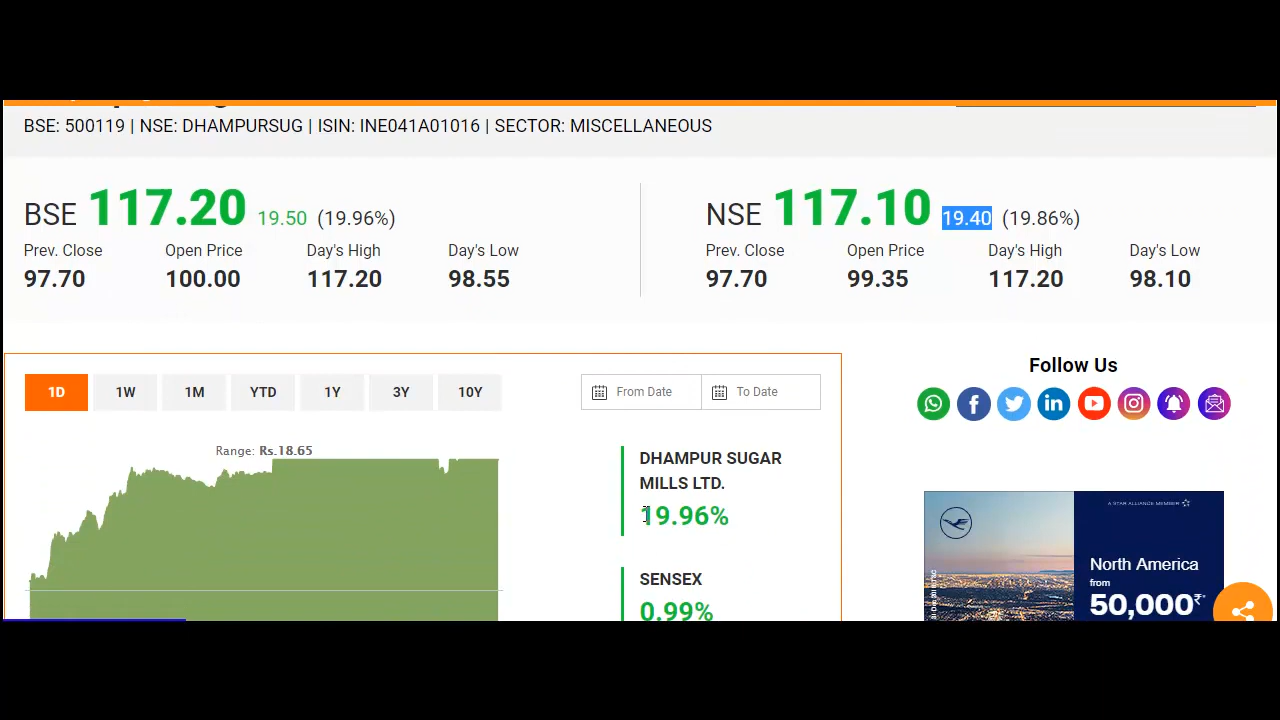 BSE: 500119 | NSE: DHAMPURSUG | ISIN: INE041A01016 | SECTOR: MISCELLANEOUS
BSE 117.20 19.50 (19.96%)
Prev. Close Open Price Day's High Day's Low
97.70 100.00 117.20 98.55
NSE 117.10 19.40 (19.86%)
Prev. Close Open Price Day's High Day's Low
97.70 99.35 117.20 98.10
1D 1W 1M YTD 1Y 3Y 10Y
From Date To Date
Range: Rs.18.65
DHAMPUR SUGAR
MILLS LTD.
19.96%
SENSEX
0.99%
Follow Us
A STAR ALLIANCE MEMBER
North America
from
50,000₹*